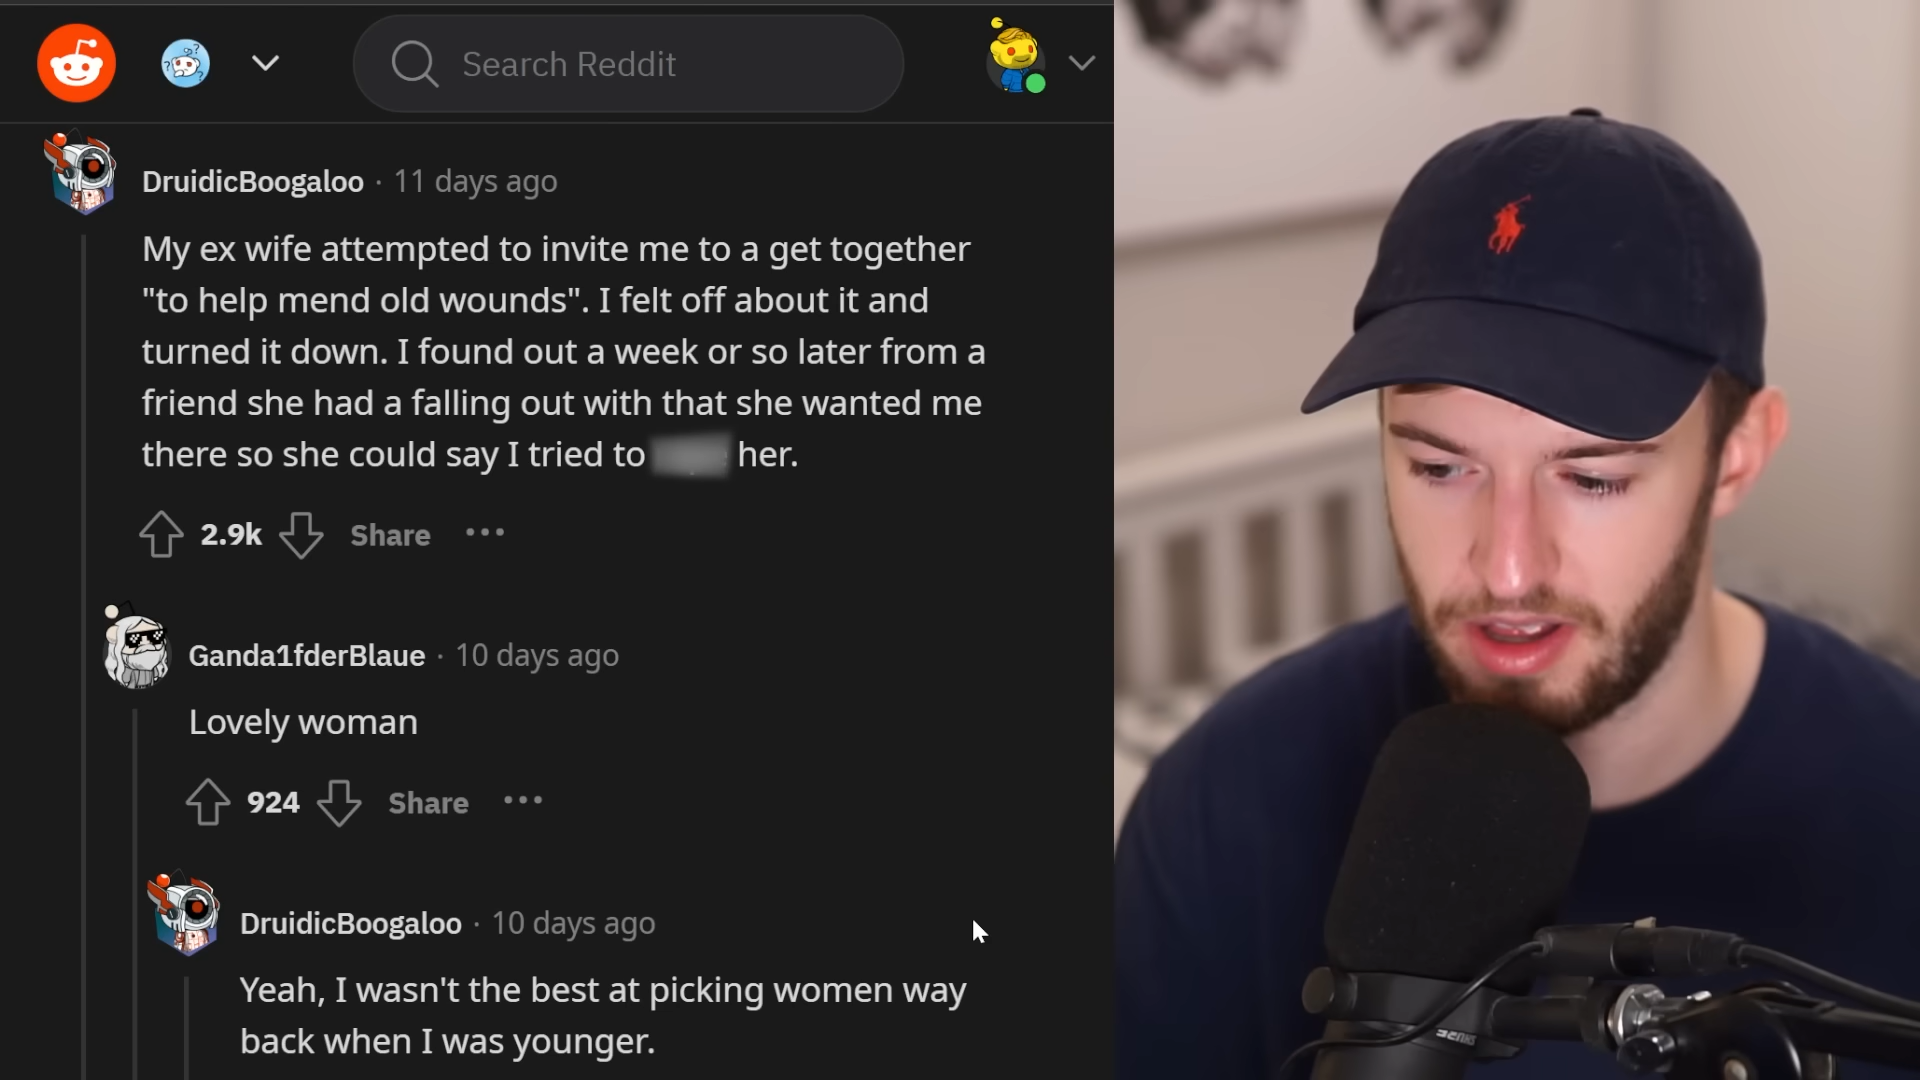 Search Reddit
DruidicBoogaloo · 11 days ago
My ex wife attempted to invite me to a get together
"to help mend old wounds". I felt off about it and
turned it down. I found out a week or so later from a
friend she had a falling out with that she wanted me
there so she could say I tried to her.
2.9k Share
Ganda1fderBlaue · 10 days ago
Lovely woman
924 Share
DruidicBoogaloo · 10 days ago
Yeah, I wasn't the best at picking women way
back when I was younger.
SHURE